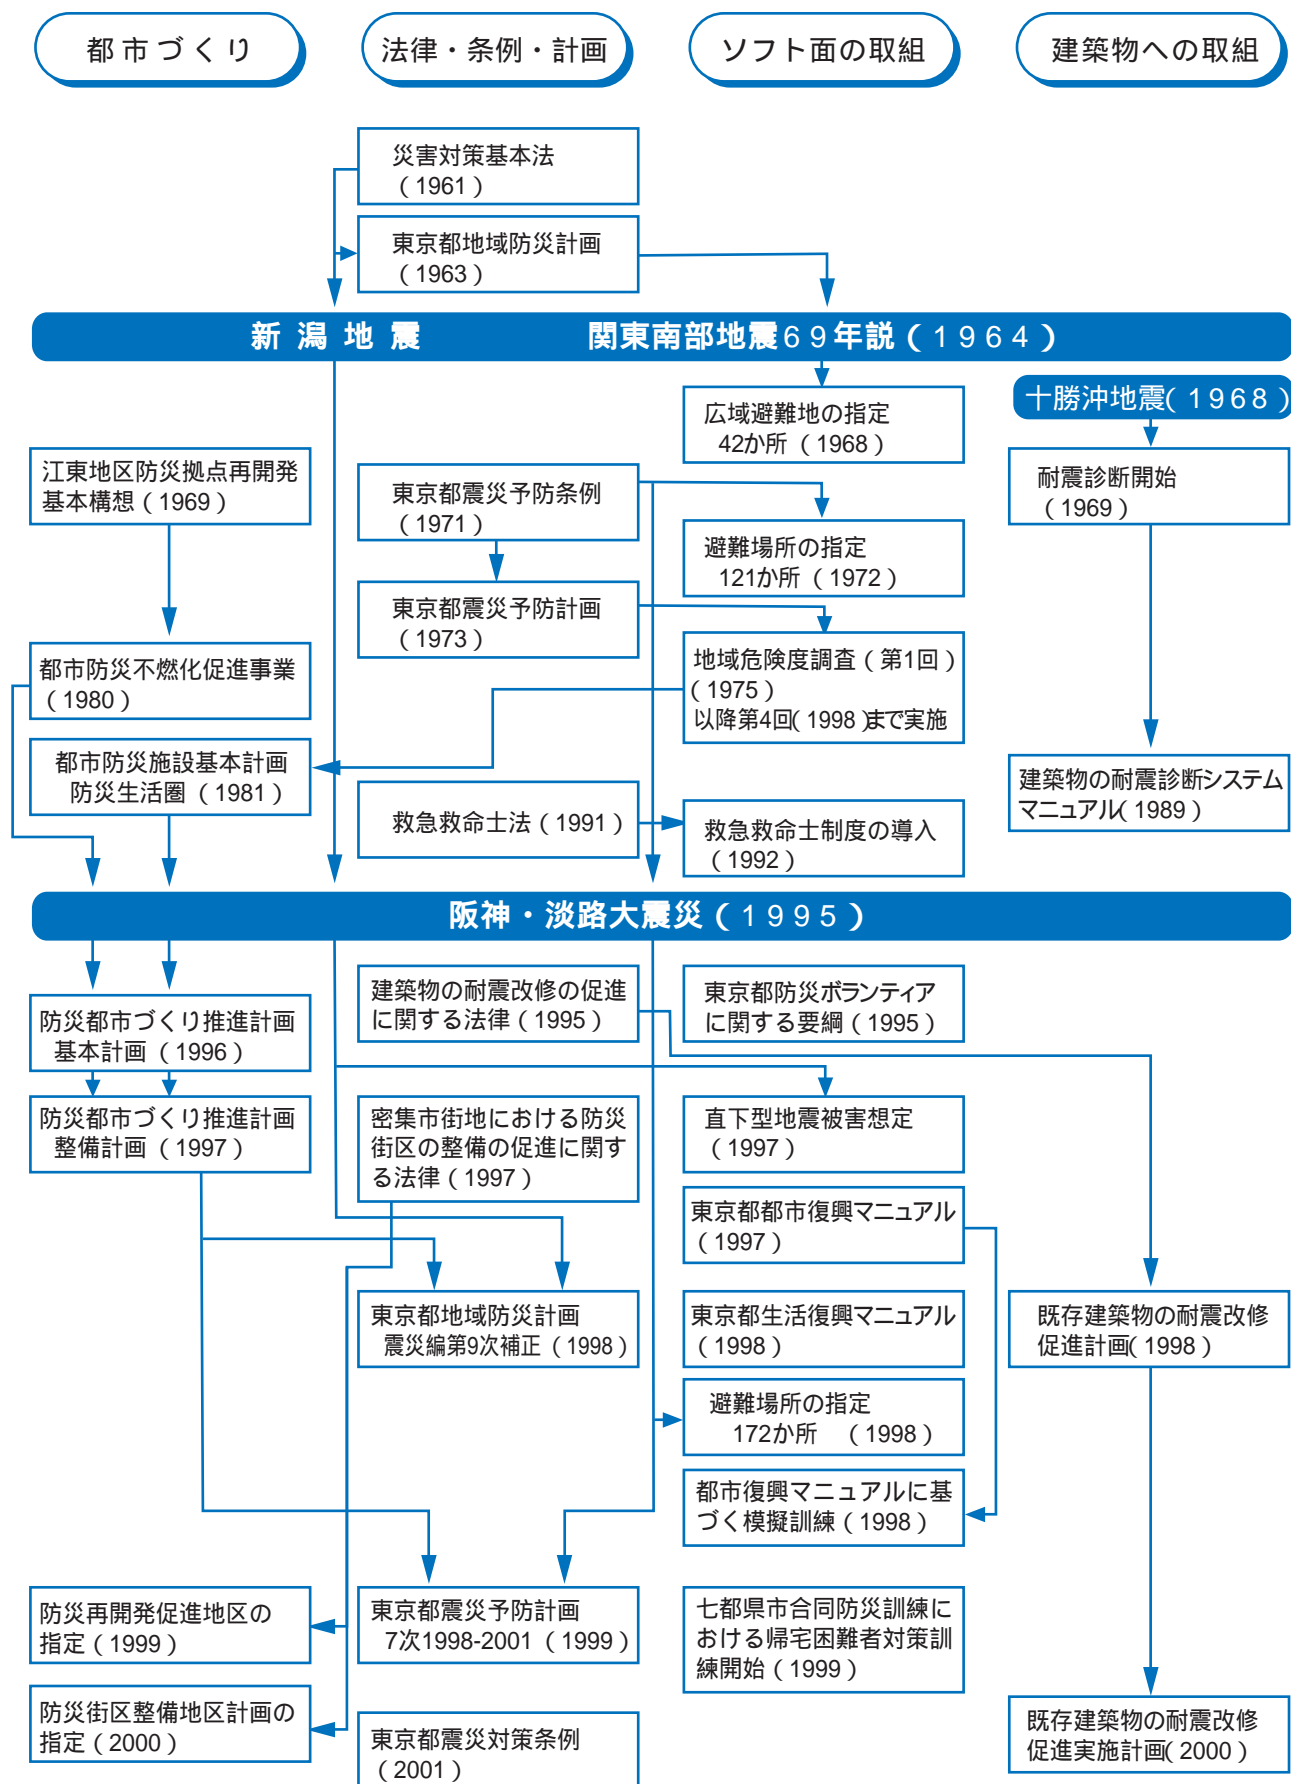 都市づくり
法律・条例・計画
ソフト面の取組
建築物への取組
災害対策基本法
(1961)
東京都地域防災計画
(1963)
新潟地震 関東南部地震69年説(1964)
広域避難地の指定
42か所(1968)
十勝沖地震(1968)
江東地区防災拠点再開発
基本構想(1969)
東京都震災予防条例
(1971)
耐震診断開始
(1969)
避難場所の指定
121か所(1972)
東京都震災予防計画
(1973)
都市防災不燃化促進事業
(1980)
地域危険度調査(第1回)
(1975)
以降第4回(1998)まで実施
都市防災施設基本計画
防災生活圏(1981)
建築物の耐震診断システム
マニュアル(1989)
救急救命士法(1991)
救急救命士制度の導入
(1992)
阪神・淡路大震災(1995)
建築物の耐震改修の促進
に関する法律(1995)
東京都防災ボランティア
に関する要綱(1995)
防災都市づくり推進計画
基本計画(1996)
防災都市づくり推進計画
整備計画(1997)
密集市街地における防災
街区の整備の促進に関す
る法律(1997)
直下型地震被害想定
(1997)
東京都都市復興マニュアル
(1997)
東京都地域防災計画
震災編第9次補正(1998)
東京都生活復興マニュアル
(1998)
既存建築物の耐震改修
促進計画(1998)
避難場所の指定
172か所 (1998)
都市復興マニュアルに基
づく模擬訓練(1998)
防災再開発促進地区の
指定(1999)
東京都震災予防計画
7次1998-2001(1999)
七都県市合同防災訓練に
おける帰宅困難者対策訓
練開始(1999)
防災街区整備地区計画の
指定(2000)
東京都震災対策条例
(2001)
既存建築物の耐震改修
促進実施計画(2000)